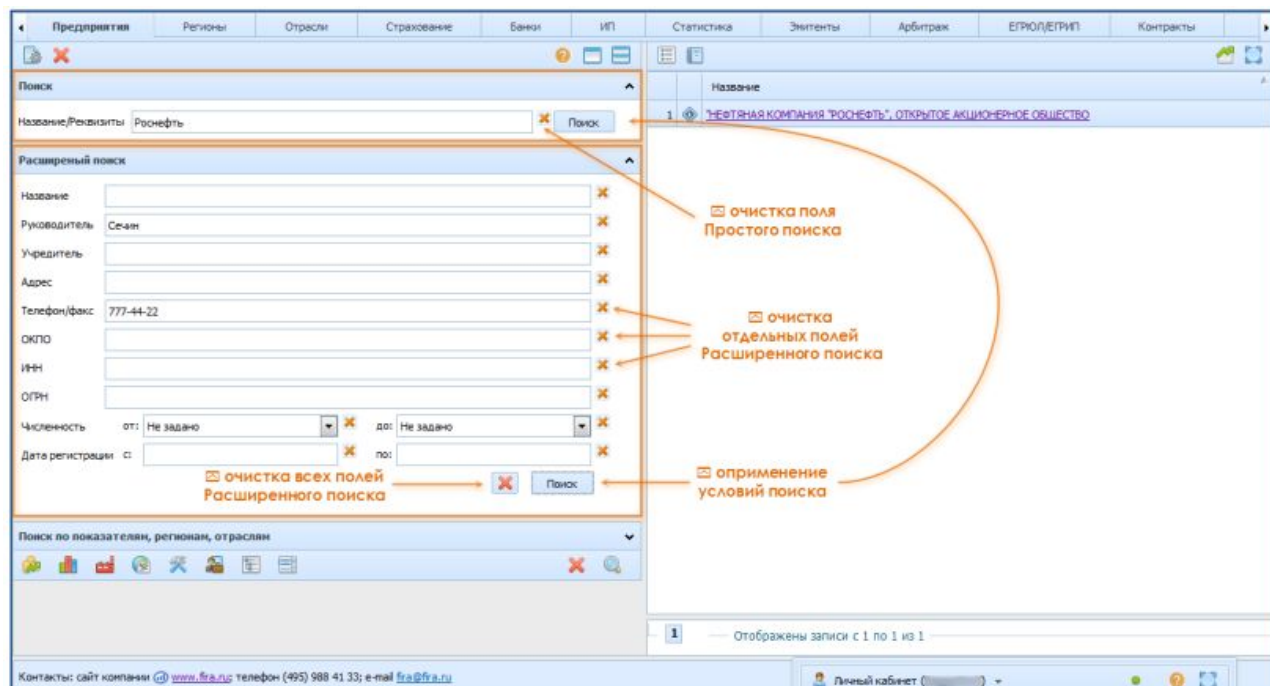 Предприятия Регионы Отрасли Страхование Банки ИП Статистика Эмитенты Арбитраж ЕГРЮЛ/ЕГРИП Контракты
Поиск
Название/Реквизиты Роснефть Поиск
Расширеный поиск
Название
Руководитель Сечин
Учредитель
Адрес
Телефон/факс 777-44-22
ОКПО
ИНН
ОГРН
Численность от: Не задано до: Не задано
Дата регистрации с: по:
очистка всех полей
Расширенного поиска
Поиск
Поиск по показателям, регионам, отраслям
Название
1 "НЕФТЯНАЯ КОМПАНИЯ "РОСНЕФТЬ", ОТКРЫТОЕ АКЦИОНЕРНОЕ ОБЩЕСТВО
очистка поля
Простого поиска
очистка
отдельных полей
Расширенного поиска
оприменение
условий поиска
1 Отображены записи с 1 по 1 из 1
Контакты: сайт компании www.fira.ru; телефон (495) 988 41 33; e-mail fira@fira.ru
Личный кабинет ( )